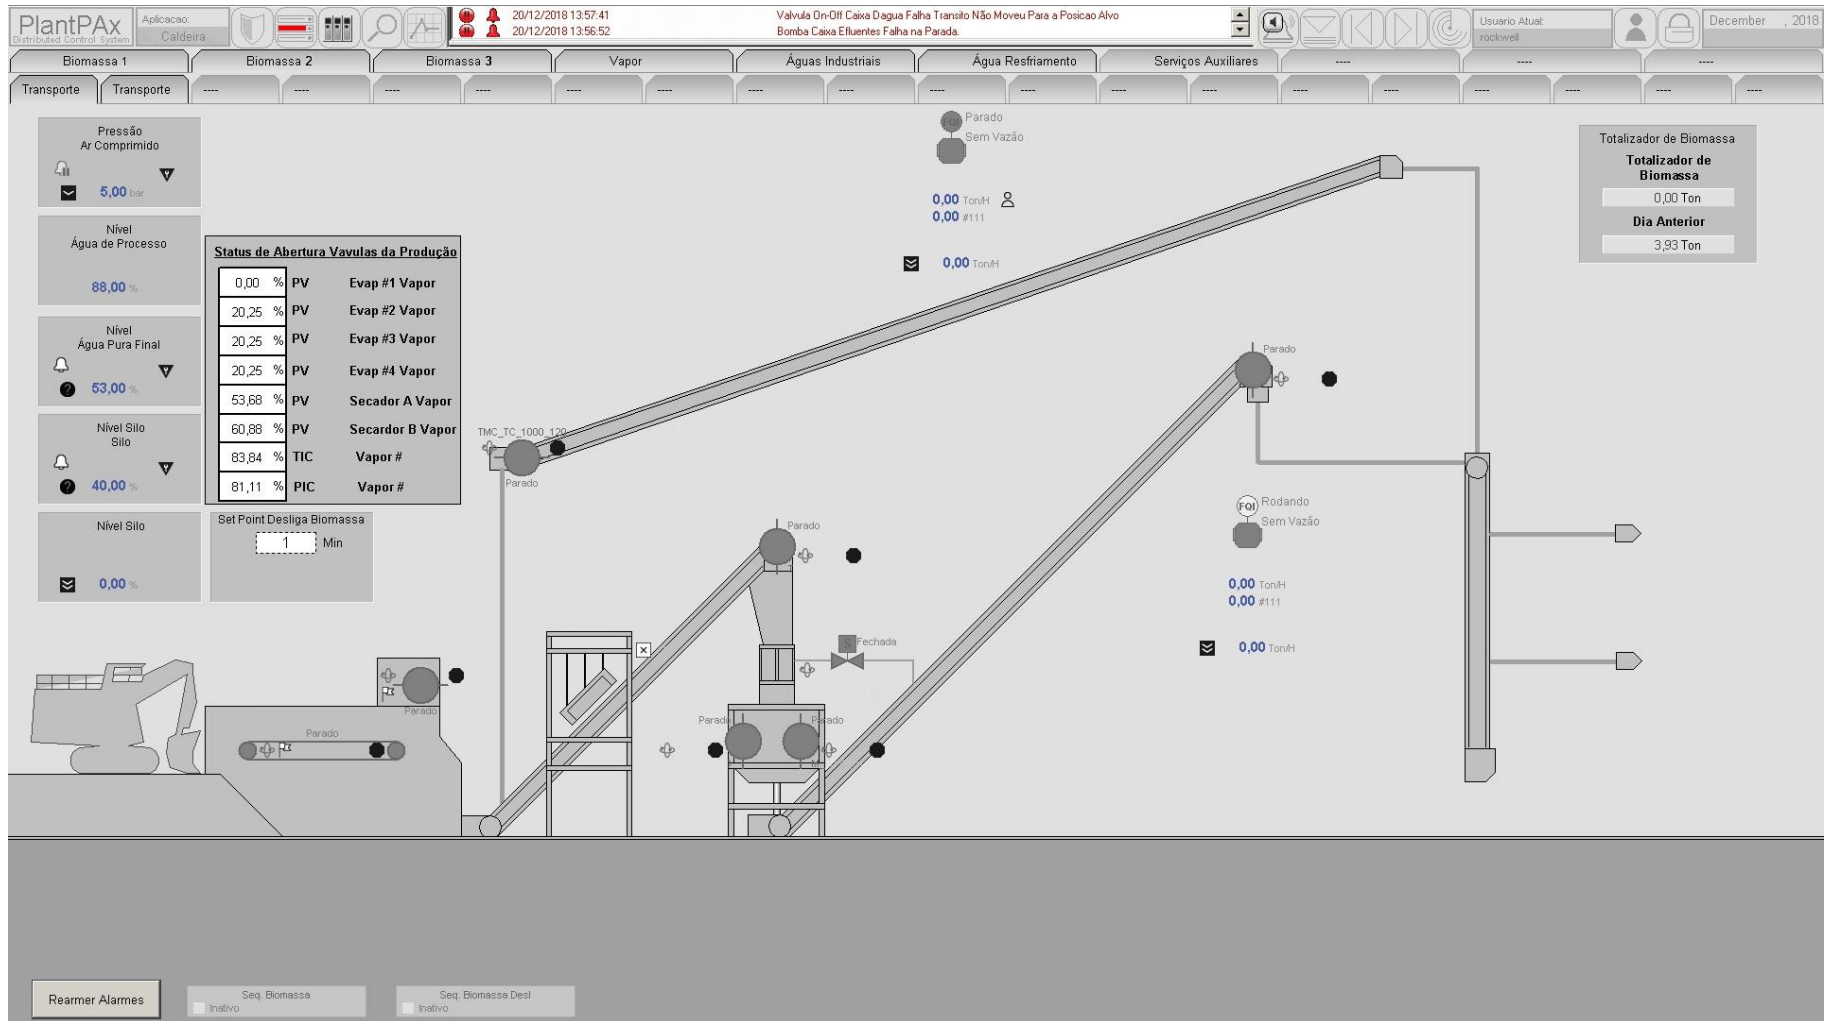 PlantPAx
Distributed Control System
Aplicacao:
Caldeira
20/12/2018 13:57:41 Valvula On-Off Caixa Dagua Falha Transito Não Moveu Para a Posicao Alvo
20/12/2018 13:56:52 Bomba Caixa Efluentes Falha na Parada.
Usuario Atual:
rockwell
December , 2018
Biomassa 1 Biomassa 2 Biomassa 3 Vapor Águas Industriais Água Resfriamento Serviços Auxiliares ---- ---- ----
Transporte Transporte ---- ---- ---- ---- ---- ---- ---- ---- ---- ---- ---- ---- ---- ---- ---- ---- ---- ----
Pressão
Ar Comprimido
5,00 bar
Nível
Água de Processo
88,00 %
Nível
Água Pura Final
53,00 %
Nível Silo
Silo
40,00 %
Nível Silo
0,00 %
Status de Abertura Vavulas da Produção
0,00 % PV Evap #1 Vapor
20,25 % PV Evap #2 Vapor
20,25 % PV Evap #3 Vapor
20,25 % PV Evap #4 Vapor
53,68 % PV Secador A Vapor
60,88 % PV Secardor B Vapor
83,84 % TIC Vapor #
81,11 % PIC Vapor #
Set Point Desliga Biomassa
1 Min
FQI Parado
Sem Vazão
0,00 Ton/H
0,00 #111
0,00 Ton/H
Totalizador de Biomassa
Totalizador de
Biomassa
0,00 Ton
Dia Anterior
3,93 Ton
Parado
TMC_TC_1000_120
Parado
FQI Rodando
Sem Vazão
0,00 Ton/H
0,00 #111
0,00 Ton/H
Parado
S Fechada
Parado
Parado
Parado Parado
Rearmer Alarmes
Seq. Biomassa
Inativo
Seq. Biomassa Desl
Inativo